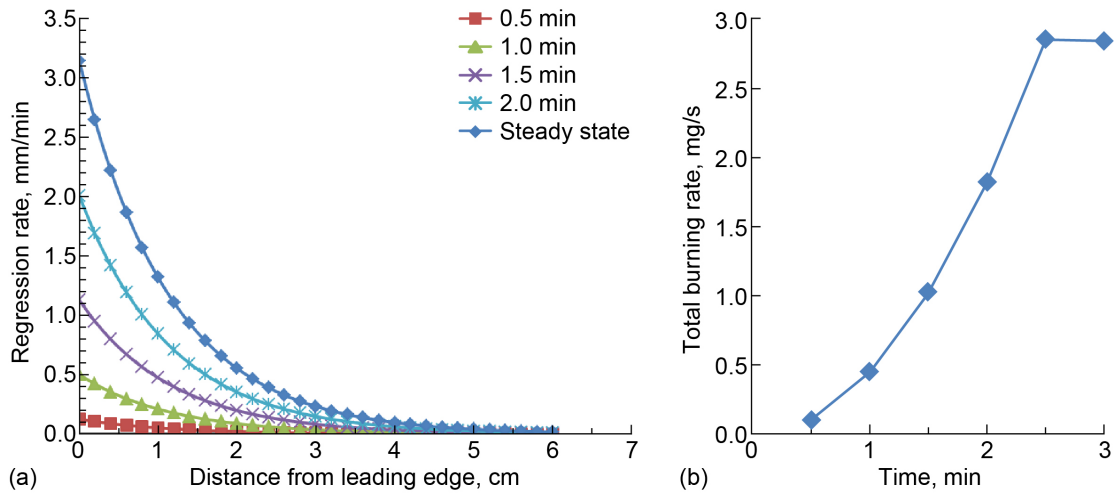 3.5
3.0
2.5
2.0
1.5
1.0
0.5
0.0
0 1 2 3 4 5 6 7
Regression rate, mm/min
Distance from leading edge, cm
0.5 min
1.0 min
1.5 min
2.0 min
Steady state
(a)
3.0
2.5
2.0
1.5
1.0
0.5
0.0
0 1 2 3
Total burning rate, mg/s
Time, min
(b)